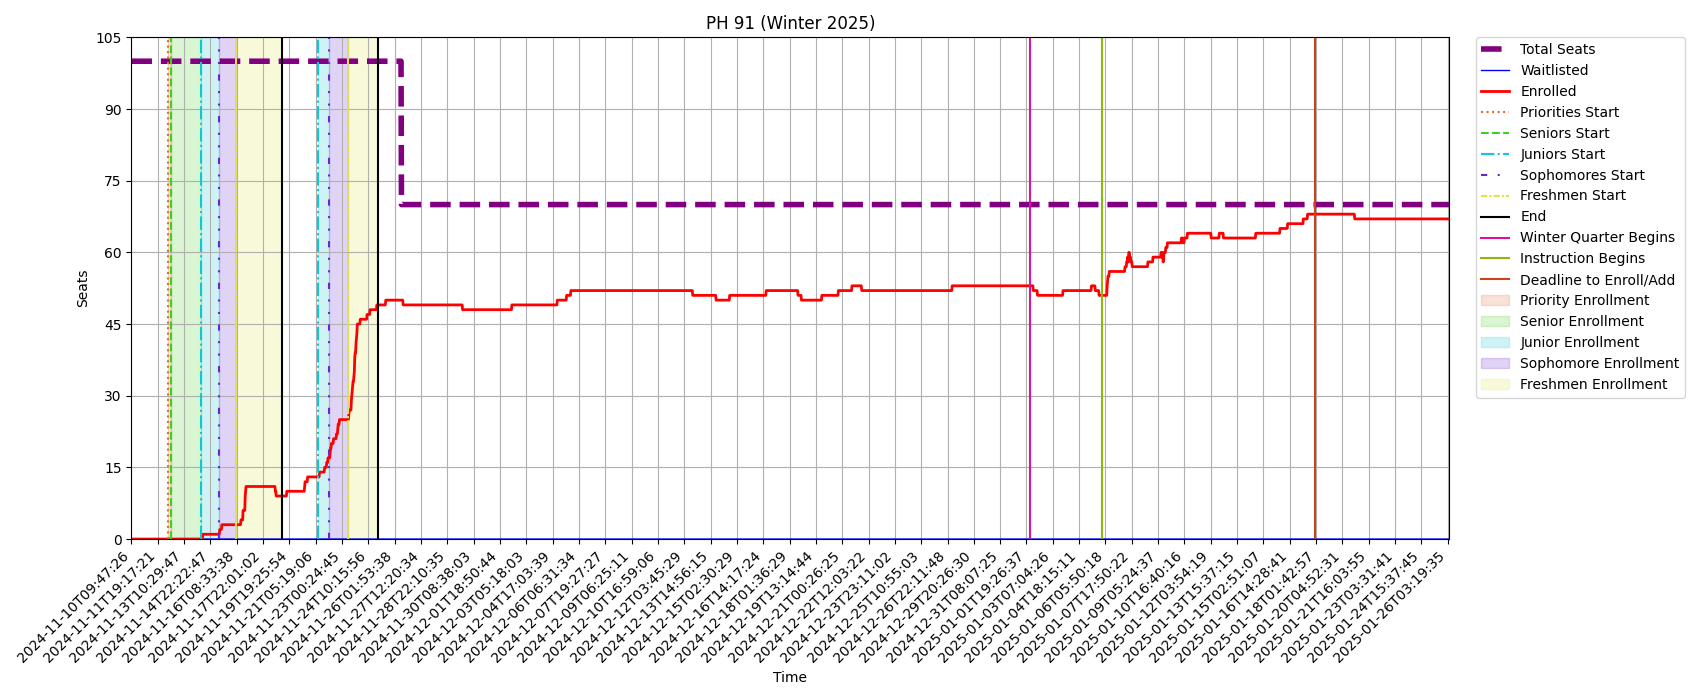 PH 91 (Winter 2025)
105
90
75
60
45
30
15
0
Seats
2024-11-10T09:47:26
2024-11-11T19:17:21
2024-11-13T10:29:47
2024-11-14T22:22:47
2024-11-16T08:33:38
2024-11-17T22:01:02
2024-11-19T19:25:54
2024-11-21T05:19:06
2024-11-23T00:24:45
2024-11-24T10:15:56
2024-11-26T01:53:38
2024-11-27T12:20:34
2024-11-28T22:10:35
2024-11-30T08:38:03
2024-12-01T18:50:44
2024-12-03T05:18:03
2024-12-04T17:03:39
2024-12-06T06:31:34
2024-12-07T19:27:27
2024-12-09T06:25:11
2024-12-10T16:59:06
2024-12-12T03:45:29
2024-12-13T14:56:15
2024-12-15T02:30:29
2024-12-16T14:17:24
2024-12-18T01:36:29
2024-12-19T13:14:44
2024-12-21T00:26:25
2024-12-22T12:03:22
2024-12-23T23:11:02
2024-12-25T10:55:03
2024-12-26T22:11:48
2024-12-29T20:26:30
2024-12-31T08:07:25
2025-01-01T19:26:37
2025-01-03T07:04:26
2025-01-04T18:15:11
2025-01-06T05:50:18
2025-01-07T17:50:22
2025-01-09T05:24:37
2025-01-10T16:40:16
2025-01-12T03:54:19
2025-01-13T15:37:15
2025-01-15T02:51:07
2025-01-16T14:28:41
2025-01-18T01:42:57
2025-01-20T04:52:31
2025-01-21T16:03:55
2025-01-23T03:31:41
2025-01-24T15:37:45
2025-01-26T03:19:35
Time
Total Seats
Waitlisted
Enrolled
Priorities Start
Seniors Start
Juniors Start
Sophomores Start
Freshmen Start
End
Winter Quarter Begins
Instruction Begins
Deadline to Enroll/Add
Priority Enrollment
Senior Enrollment
Junior Enrollment
Sophomore Enrollment
Freshmen Enrollment